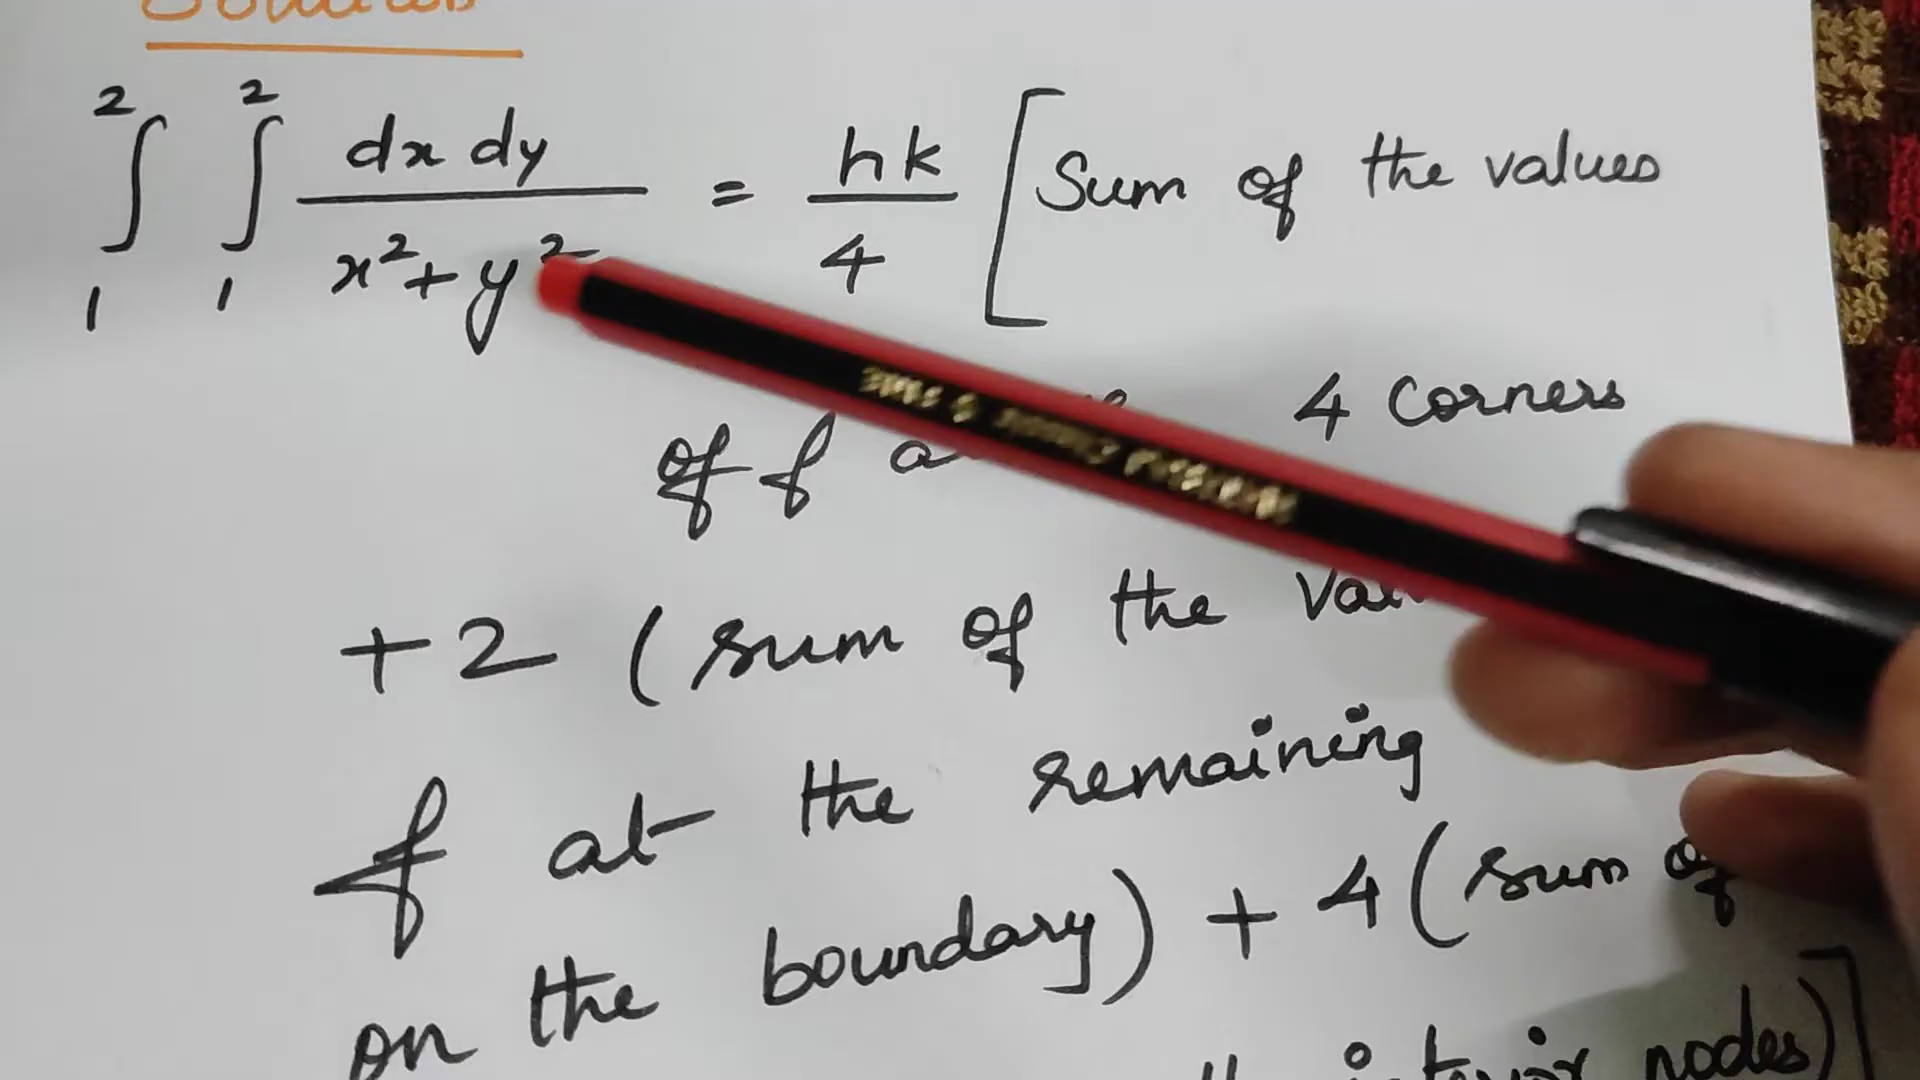 ∫₁² ∫₁² dx dy / x² + y² = hk / 4 [Sum of the values
of f 4 corners
+ 2 (sum of the
f at the remaining
on the boundary) + 4 (sum of
interior nodes)]